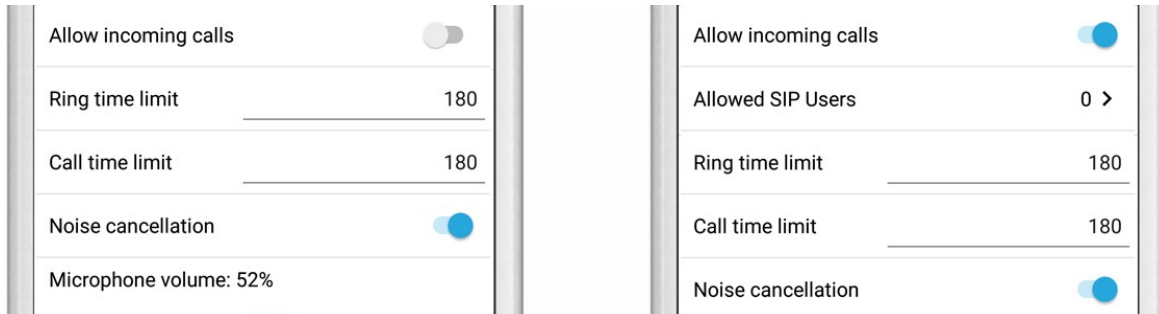 Allow incoming calls
Ring time limit 180
Call time limit 180
Noise cancellation
Microphone volume: 52%
Allow incoming calls
Allowed SIP Users 0 >
Ring time limit 180
Call time limit 180
Noise cancellation